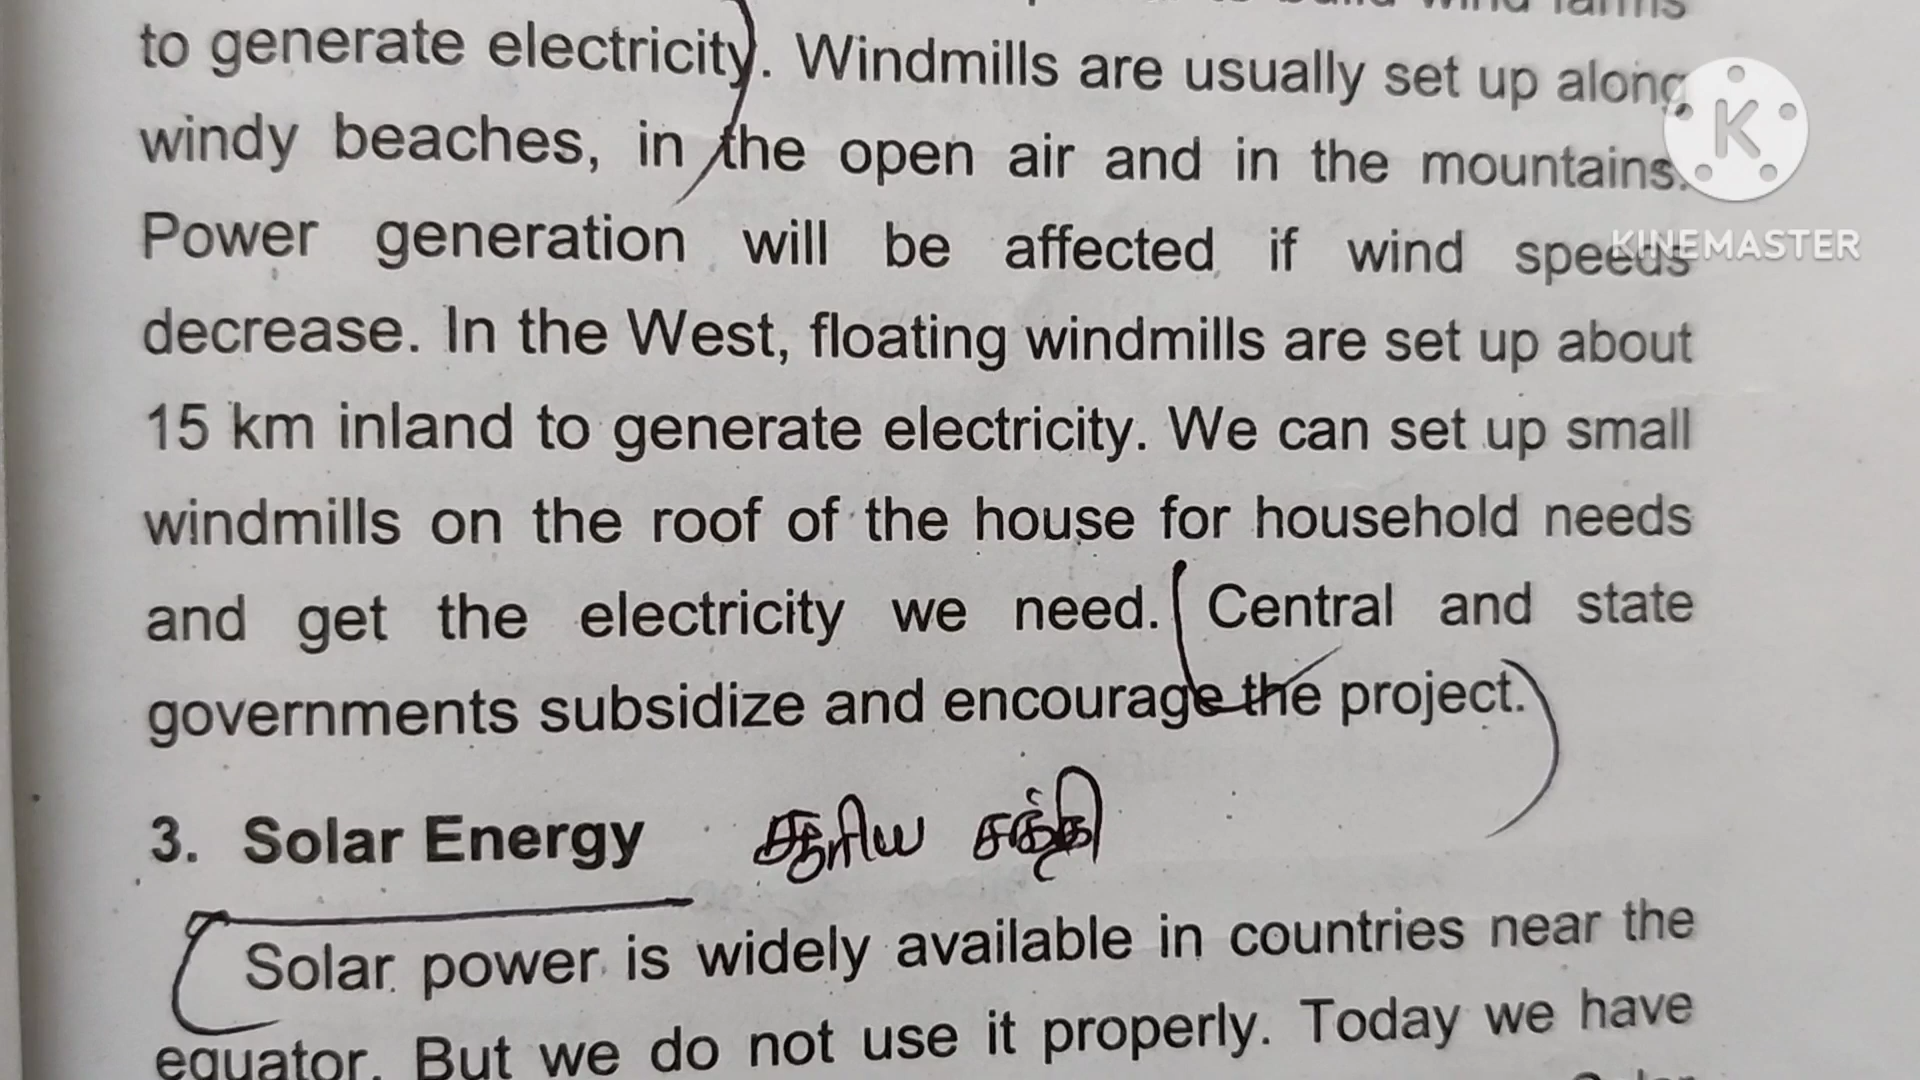 to build wind farms
to generate electricity. Windmills are usually set up along
windy beaches, in the open air and in the mountains.
Power generation will be affected if wind speeds
decrease. In the West, floating windmills are set up about
15 km inland to generate electricity. We can set up small
windmills on the roof of the house for household needs
and get the electricity we need. Central and state
governments subsidize and encourage the project.
3. Solar Energy சூரிய சக்தி
Solar power is widely available in countries near the
equator. But we do not use it properly. Today we have
K
KINEMASTER